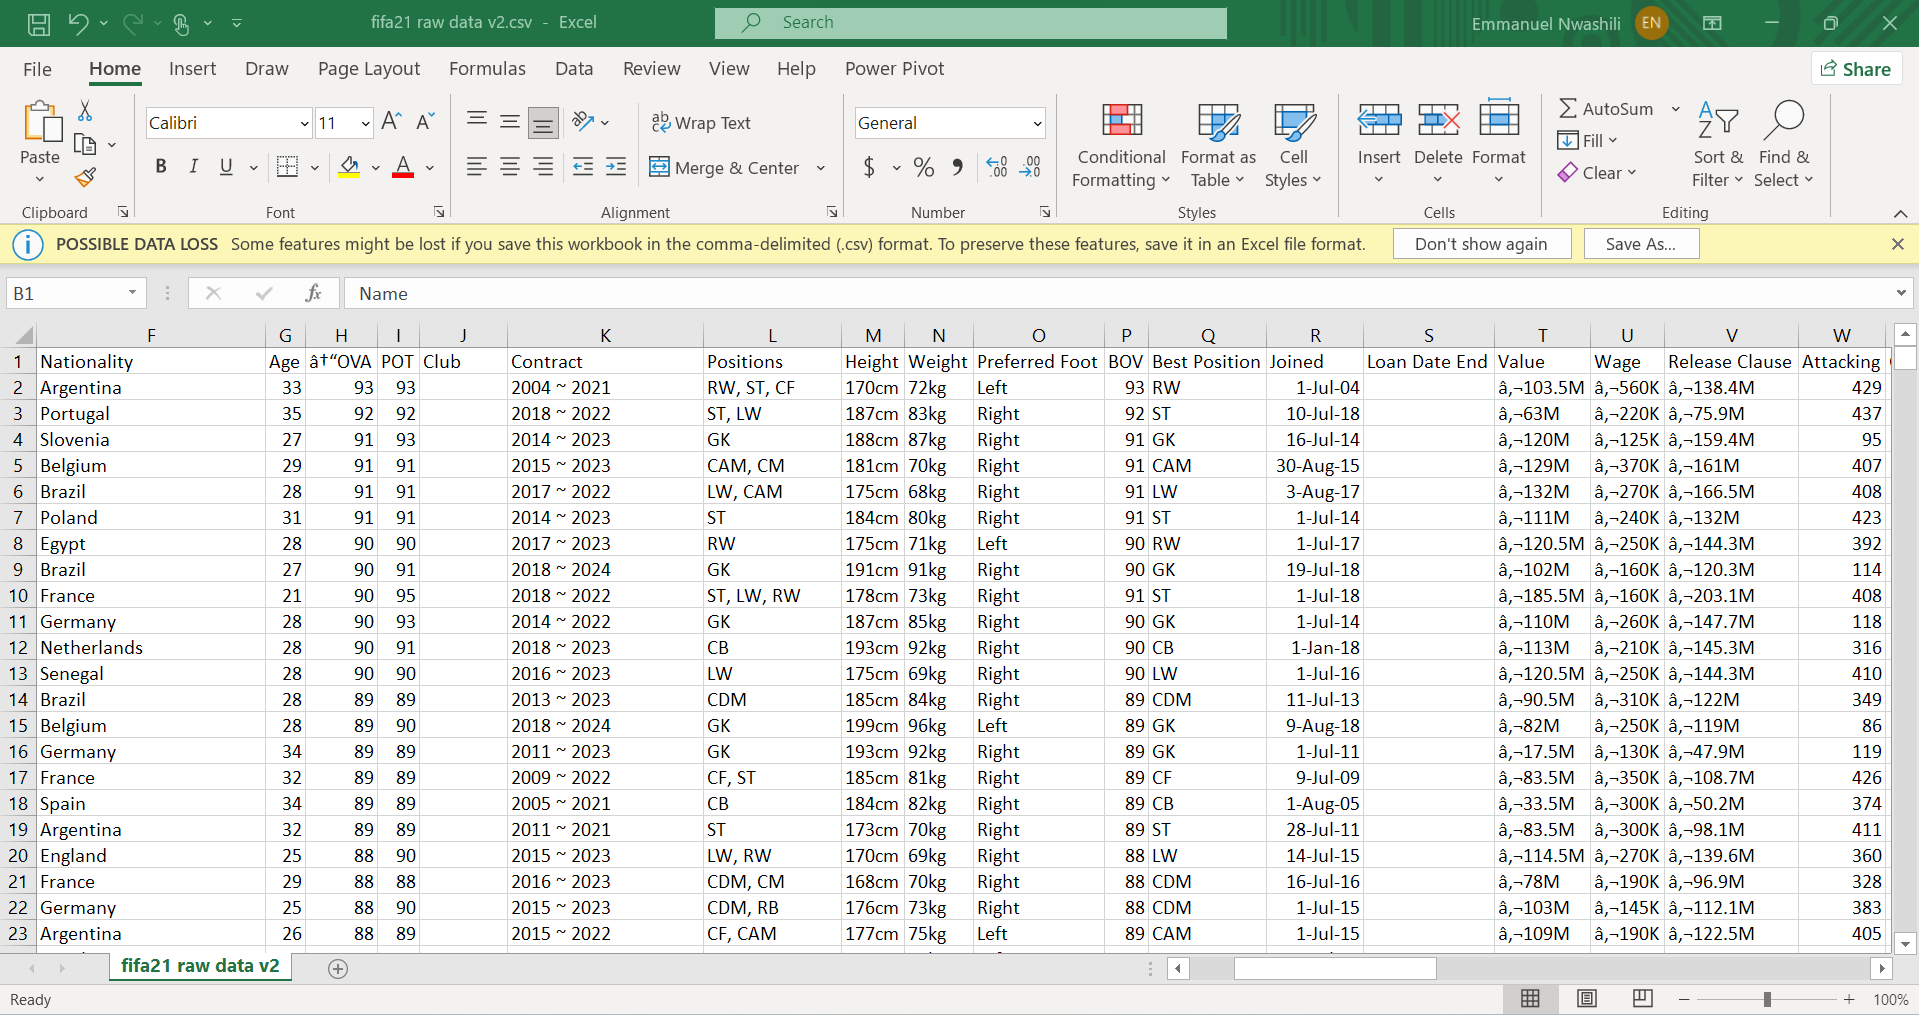 fifa21 raw data v2.csv - Excel
Search
Emmanuel Nwashili EN
File Home Insert Draw Page Layout Formulas Data Review View Help Power Pivot
Share
Calibri 11 Wrap Text General AutoSum
Paste Conditional Format as Cell Insert Delete Format Fill Sort & Find &
B I U Merge & Center $ % Formatting Table Styles Clear Filter Select
Clipboard Font Alignment Number Styles Cells Editing
POSSIBLE DATA LOSS Some features might be lost if you save this workbook in the comma-delimited (.csv) format. To preserve these features, save it in an Excel file format. Don't show again Save As...
B1 fx Name
F G H I J K L M N O P Q R S T U V W
1 Nationality Age â†“OVA POT Club Contract Positions Height Weight Preferred Foot BOV Best Position Joined Loan Date End Value Wage Release Clause Attacking
2 Argentina 33 93 93 2004 ~ 2021 RW, ST, CF 170cm 72kg Left 93 RW 1-Jul-04 â‚¬103.5M â‚¬560K â‚¬138.4M 429
3 Portugal 35 92 92 2018 ~ 2022 ST, LW 187cm 83kg Right 92 ST 10-Jul-18 â‚¬63M â‚¬220K â‚¬75.9M 437
4 Slovenia 27 91 93 2014 ~ 2023 GK 188cm 87kg Right 91 GK 16-Jul-14 â‚¬120M â‚¬125K â‚¬159.4M 95
5 Belgium 29 91 91 2015 ~ 2023 CAM, CM 181cm 70kg Right 91 CAM 30-Aug-15 â‚¬129M â‚¬370K â‚¬161M 407
6 Brazil 28 91 91 2017 ~ 2022 LW, CAM 175cm 68kg Right 91 LW 3-Aug-17 â‚¬132M â‚¬270K â‚¬166.5M 408
7 Poland 31 91 91 2014 ~ 2023 ST 184cm 80kg Right 91 ST 1-Jul-14 â‚¬111M â‚¬240K â‚¬132M 423
8 Egypt 28 90 90 2017 ~ 2023 RW 175cm 71kg Left 90 RW 1-Jul-17 â‚¬120.5M â‚¬250K â‚¬144.3M 392
9 Brazil 27 90 91 2018 ~ 2024 GK 191cm 91kg Right 90 GK 19-Jul-18 â‚¬102M â‚¬160K â‚¬120.3M 114
10 France 21 90 95 2018 ~ 2022 ST, LW, RW 178cm 73kg Right 91 ST 1-Jul-18 â‚¬185.5M â‚¬160K â‚¬203.1M 408
11 Germany 28 90 93 2014 ~ 2022 GK 187cm 85kg Right 90 GK 1-Jul-14 â‚¬110M â‚¬260K â‚¬147.7M 118
12 Netherlands 28 90 91 2018 ~ 2023 CB 193cm 92kg Right 90 CB 1-Jan-18 â‚¬113M â‚¬210K â‚¬145.3M 316
13 Senegal 28 90 90 2016 ~ 2023 LW 175cm 69kg Right 90 LW 1-Jul-16 â‚¬120.5M â‚¬250K â‚¬144.3M 410
14 Brazil 28 89 89 2013 ~ 2023 CDM 185cm 84kg Right 89 CDM 11-Jul-13 â‚¬90.5M â‚¬310K â‚¬122M 349
15 Belgium 28 89 90 2018 ~ 2024 GK 199cm 96kg Left 89 GK 9-Aug-18 â‚¬82M â‚¬250K â‚¬119M 86
16 Germany 34 89 89 2011 ~ 2023 GK 193cm 92kg Right 89 GK 1-Jul-11 â‚¬17.5M â‚¬130K â‚¬47.9M 119
17 France 32 89 89 2009 ~ 2022 CF, ST 185cm 81kg Right 89 CF 9-Jul-09 â‚¬83.5M â‚¬350K â‚¬108.7M 426
18 Spain 34 89 89 2005 ~ 2021 CB 184cm 82kg Right 89 CB 1-Aug-05 â‚¬33.5M â‚¬300K â‚¬50.2M 374
19 Argentina 32 89 89 2011 ~ 2021 ST 173cm 70kg Right 89 ST 28-Jul-11 â‚¬83.5M â‚¬300K â‚¬98.1M 411
20 England 25 88 90 2015 ~ 2023 LW, RW 170cm 69kg Right 88 LW 14-Jul-15 â‚¬114.5M â‚¬270K â‚¬139.6M 360
21 France 29 88 88 2016 ~ 2023 CDM, CM 168cm 70kg Right 88 CDM 16-Jul-16 â‚¬78M â‚¬190K â‚¬96.9M 328
22 Germany 25 88 90 2015 ~ 2023 CDM, RB 176cm 73kg Right 88 CDM 1-Jul-15 â‚¬103M â‚¬145K â‚¬112.1M 383
23 Argentina 26 88 89 2015 ~ 2022 CF, CAM 177cm 75kg Left 89 CAM 1-Jul-15 â‚¬109M â‚¬190K â‚¬122.5M 405
fifa21 raw data v2
Ready 100%